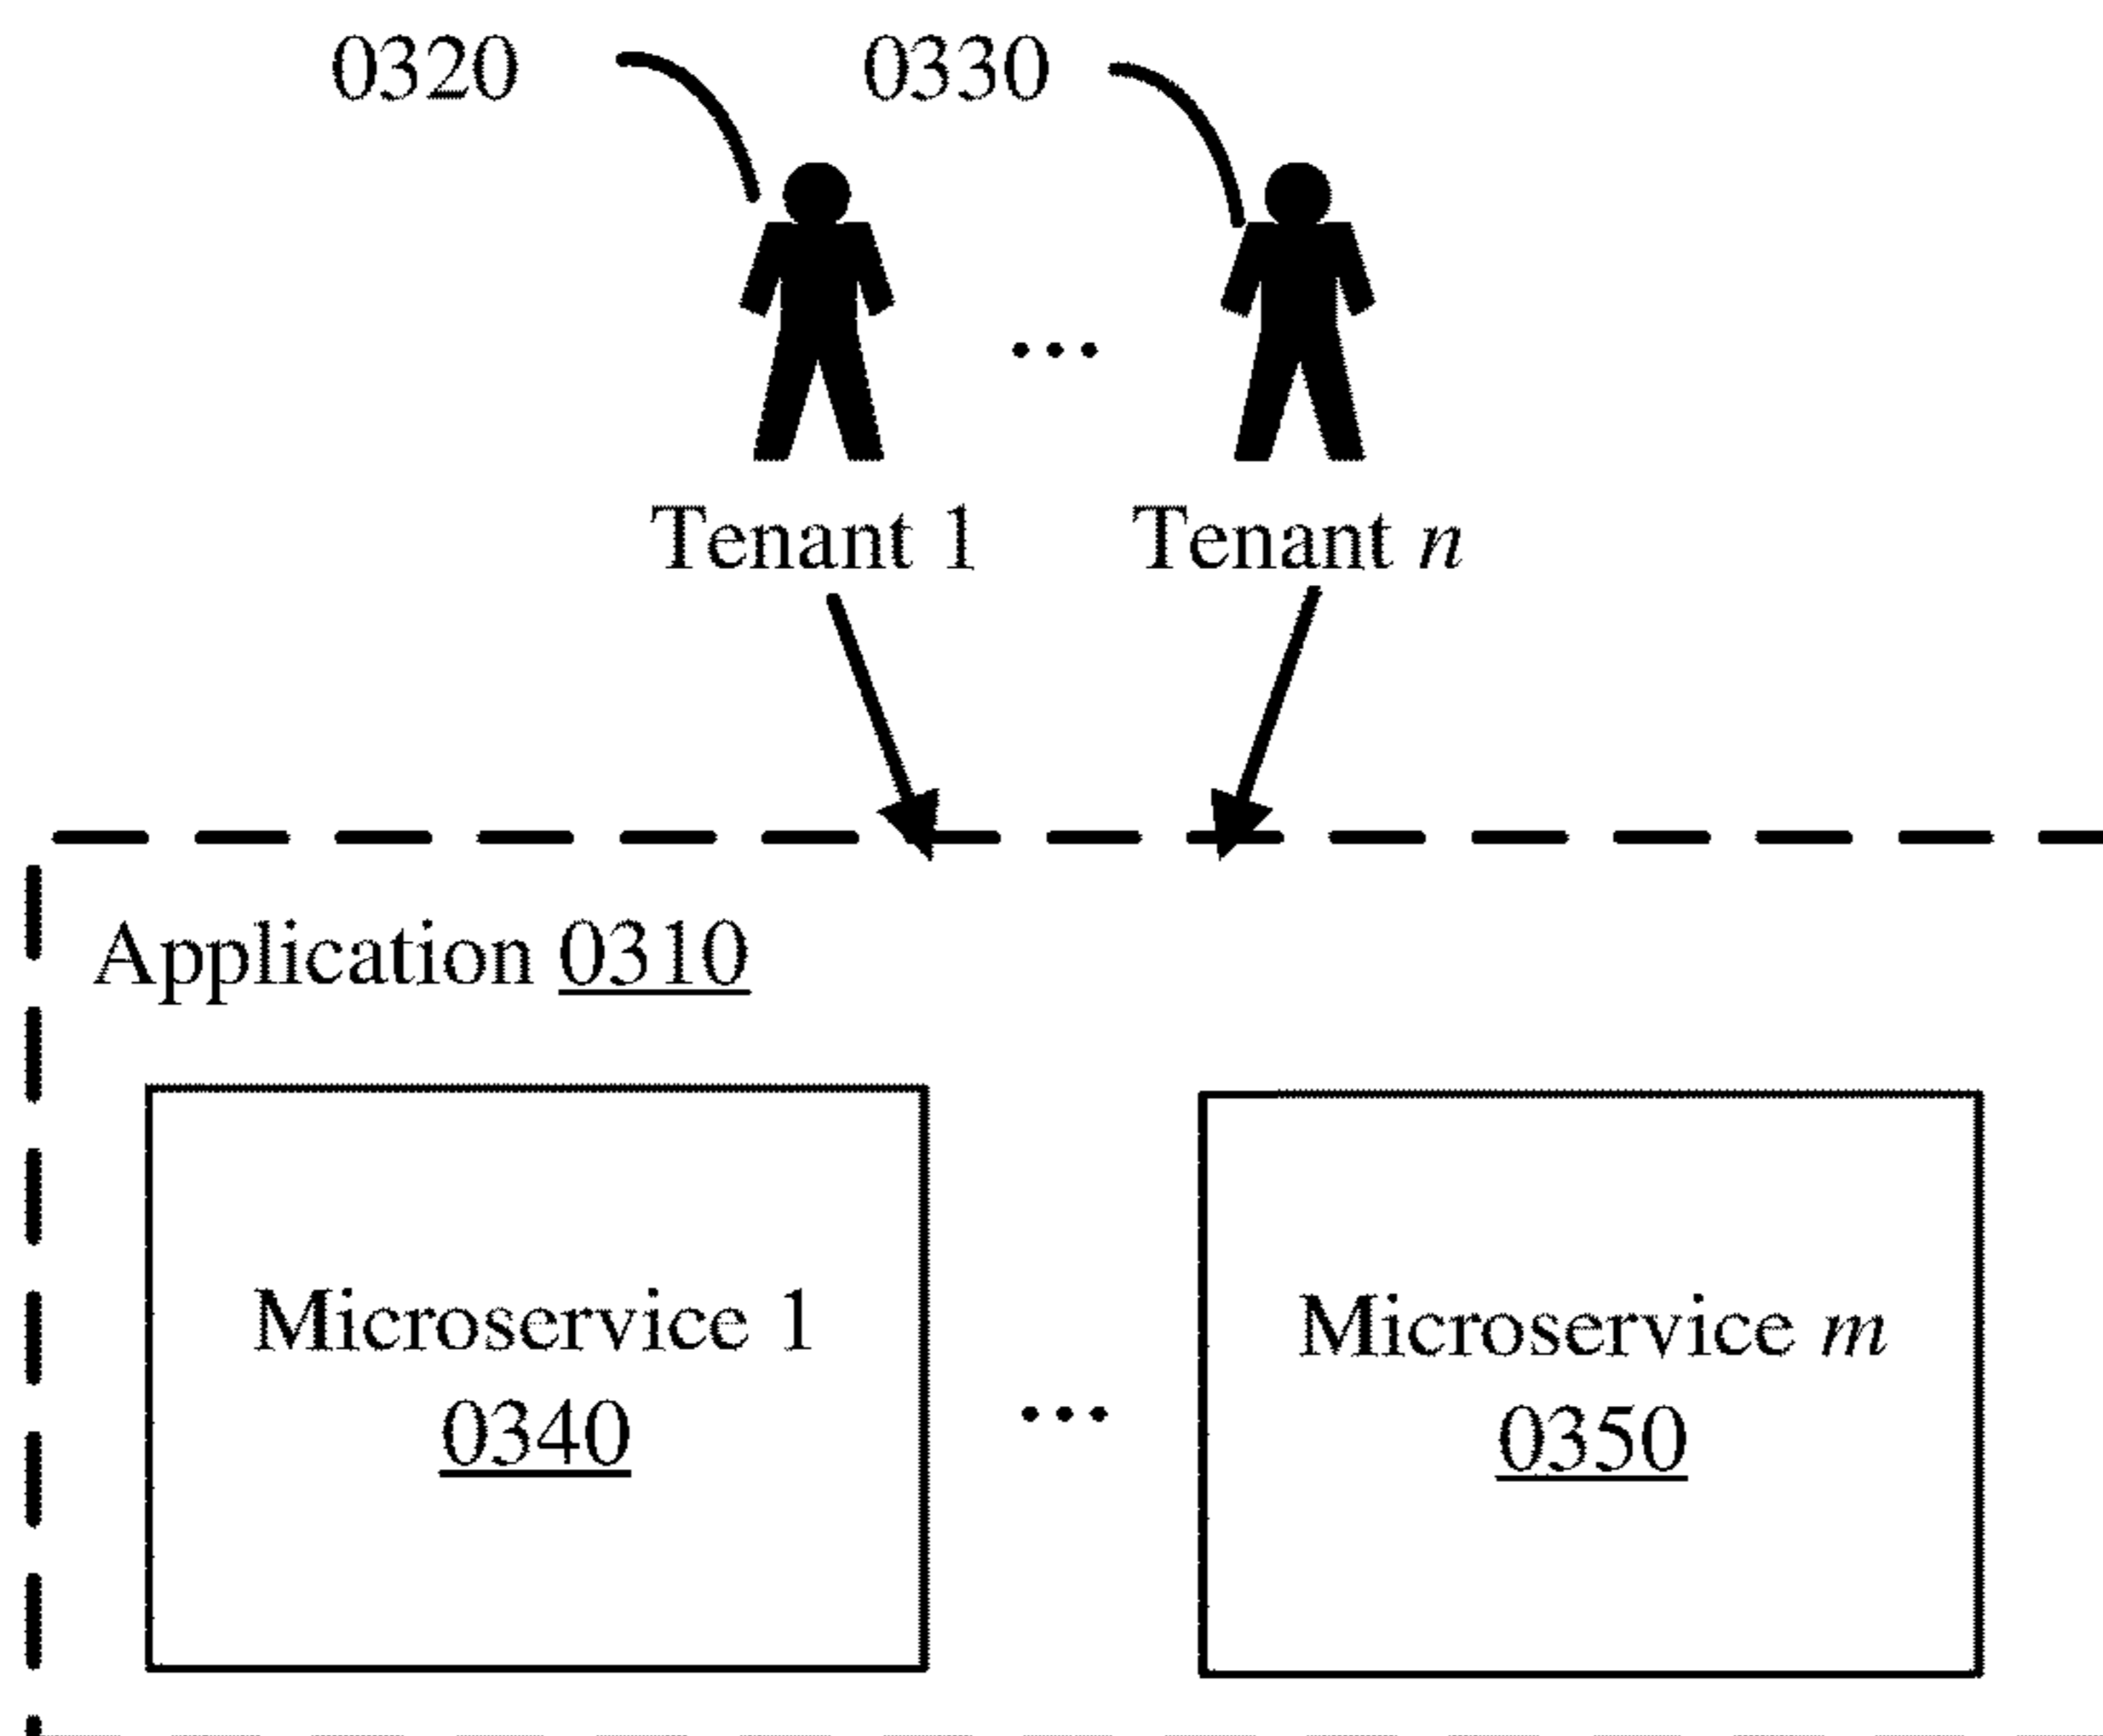 0320 0330
...
Tenant 1 Tenant n
Application 0310
Microservice 1 ... Microservice m
0340 0350